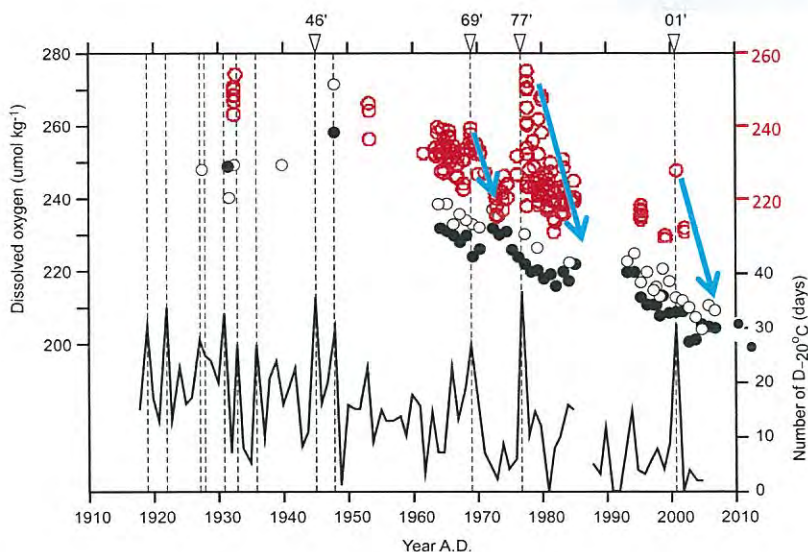 46' 69' 77' 01'
280
260
240
220
200
Dissolved oxygen (umol kg⁻¹)
260
240
220
40
30
20
10
0
Number of D-20°C (days)
1910 1920 1930 1940 1950 1960 1970 1980 1990 2000 2010
Year A.D.